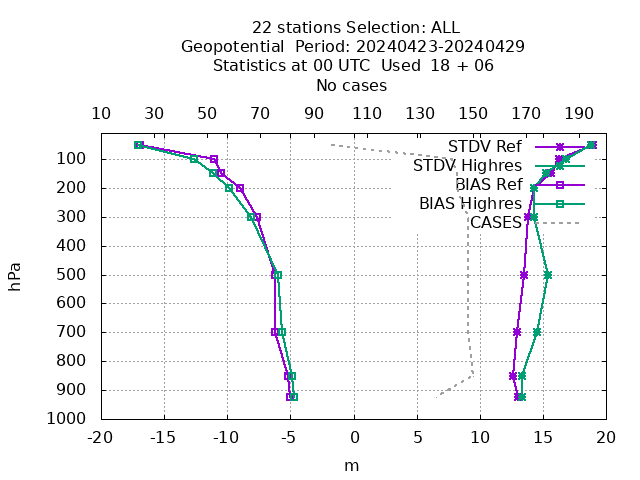 22 stations Selection: ALL
Geopotential  Period: 20240423-20240429
Statistics at 00 UTC  Used  18 + 06
No cases
10 30 50 70 90 110 130 150 170 190
STDV Ref
STDV Highres
BIAS Ref
BIAS Highres
CASES
100
200
300
400
500
600
700
800
900
1000
hPa
-20 -15 -10 -5 0 5 10 15 20
m